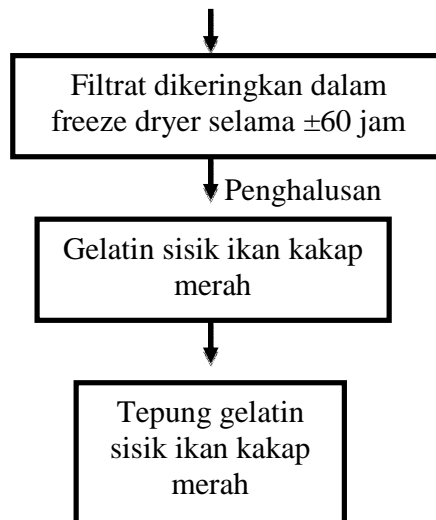 Filtrat dikeringkan dalam
freeze dryer selama ±60 jam
Penghalusan
Gelatin sisik ikan kakap
merah
Tepung gelatin
sisik ikan kakap
merah